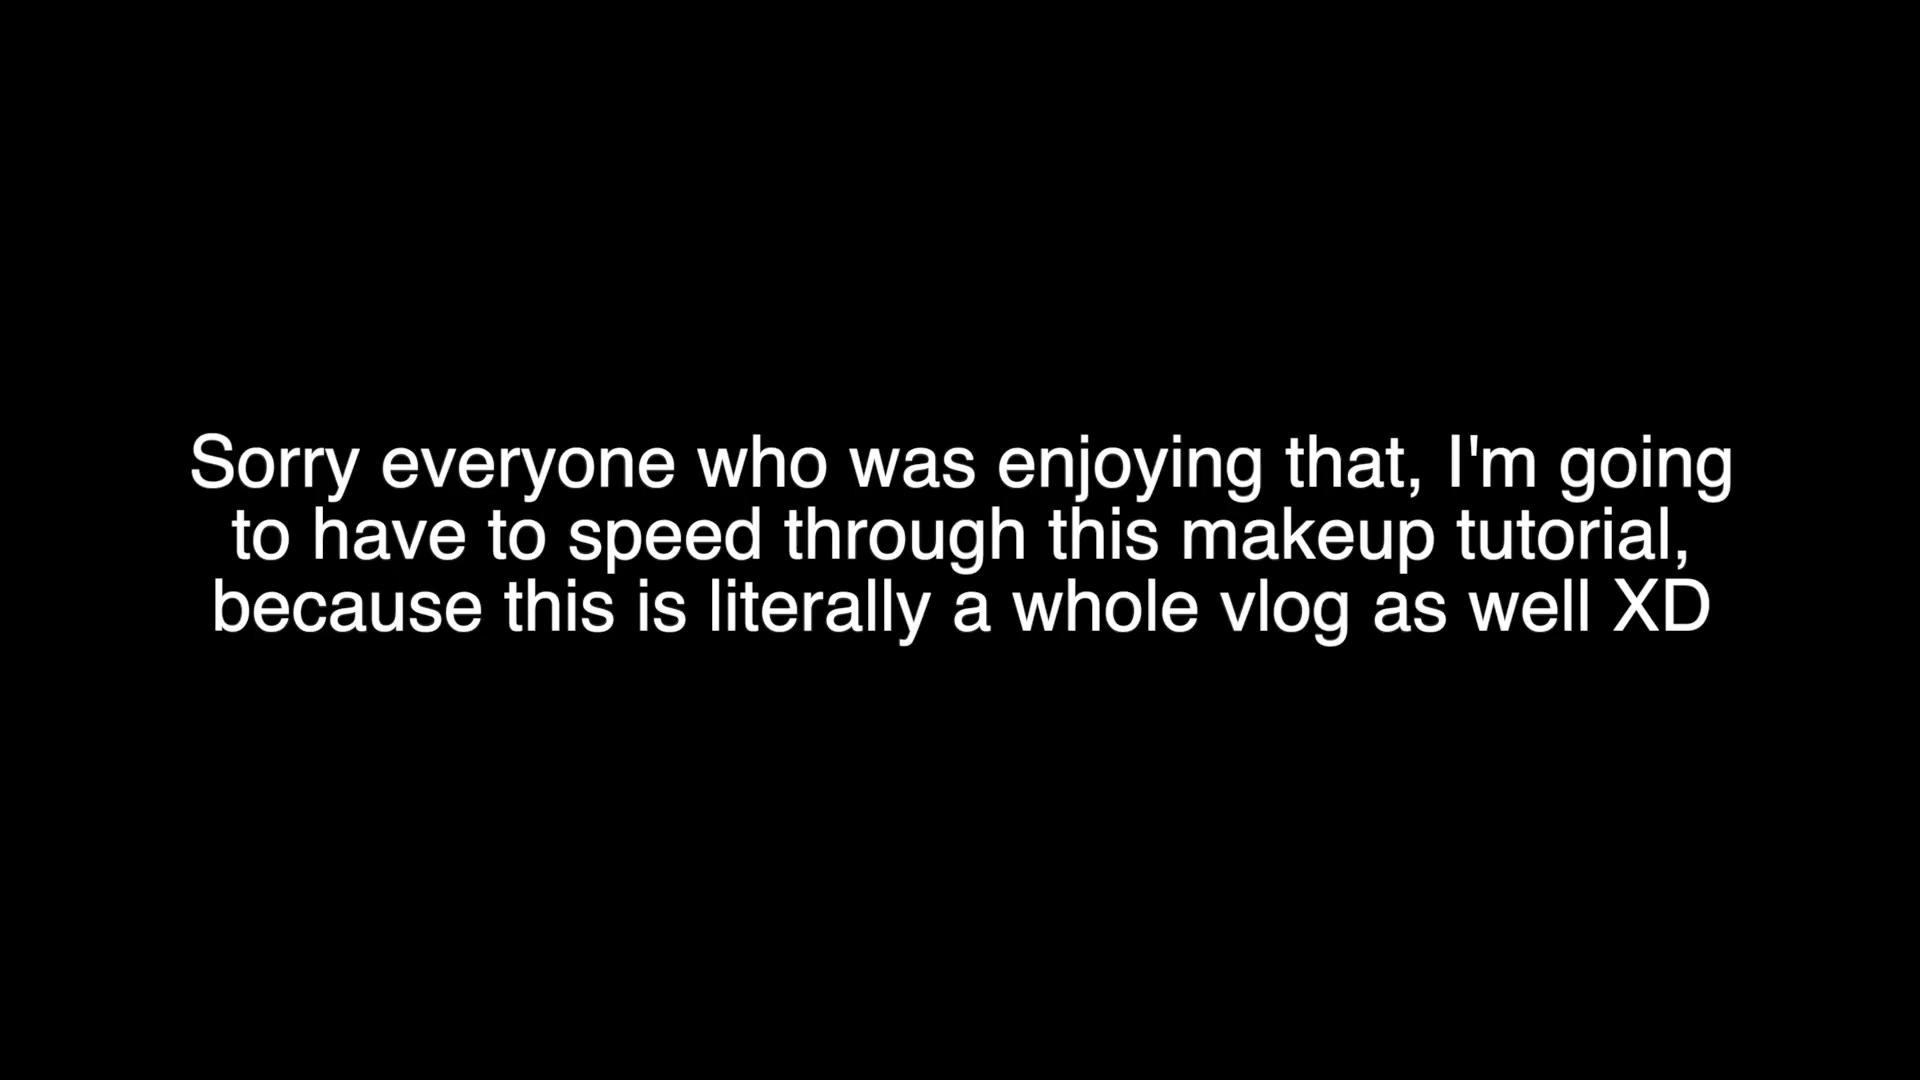 Sorry everyone who was enjoying that, I'm going
to have to speed through this makeup tutorial,
because this is literally a whole vlog as well XD